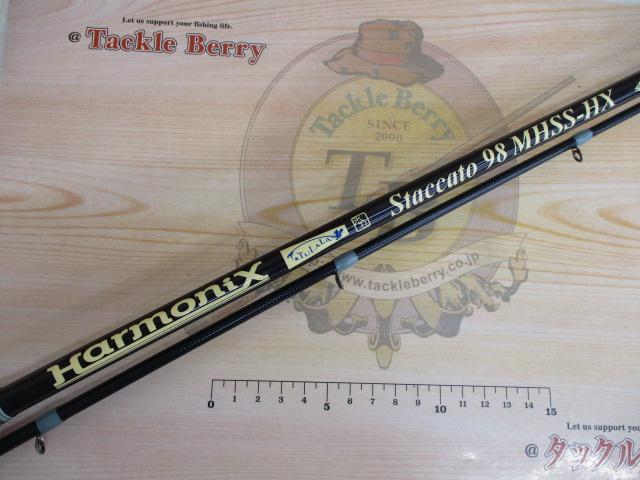 Let us support your fishing life.
@ Tackle Berry
Tackle Berry
SINCE
2000
Staccato 98 MHSS-HX
TULALA
HarmoniX
www.tackleberry.co.jp
0 1 2 3 4 5 6 7 8 9 10 11 12 13 14 15
Let us support you
@ タックル